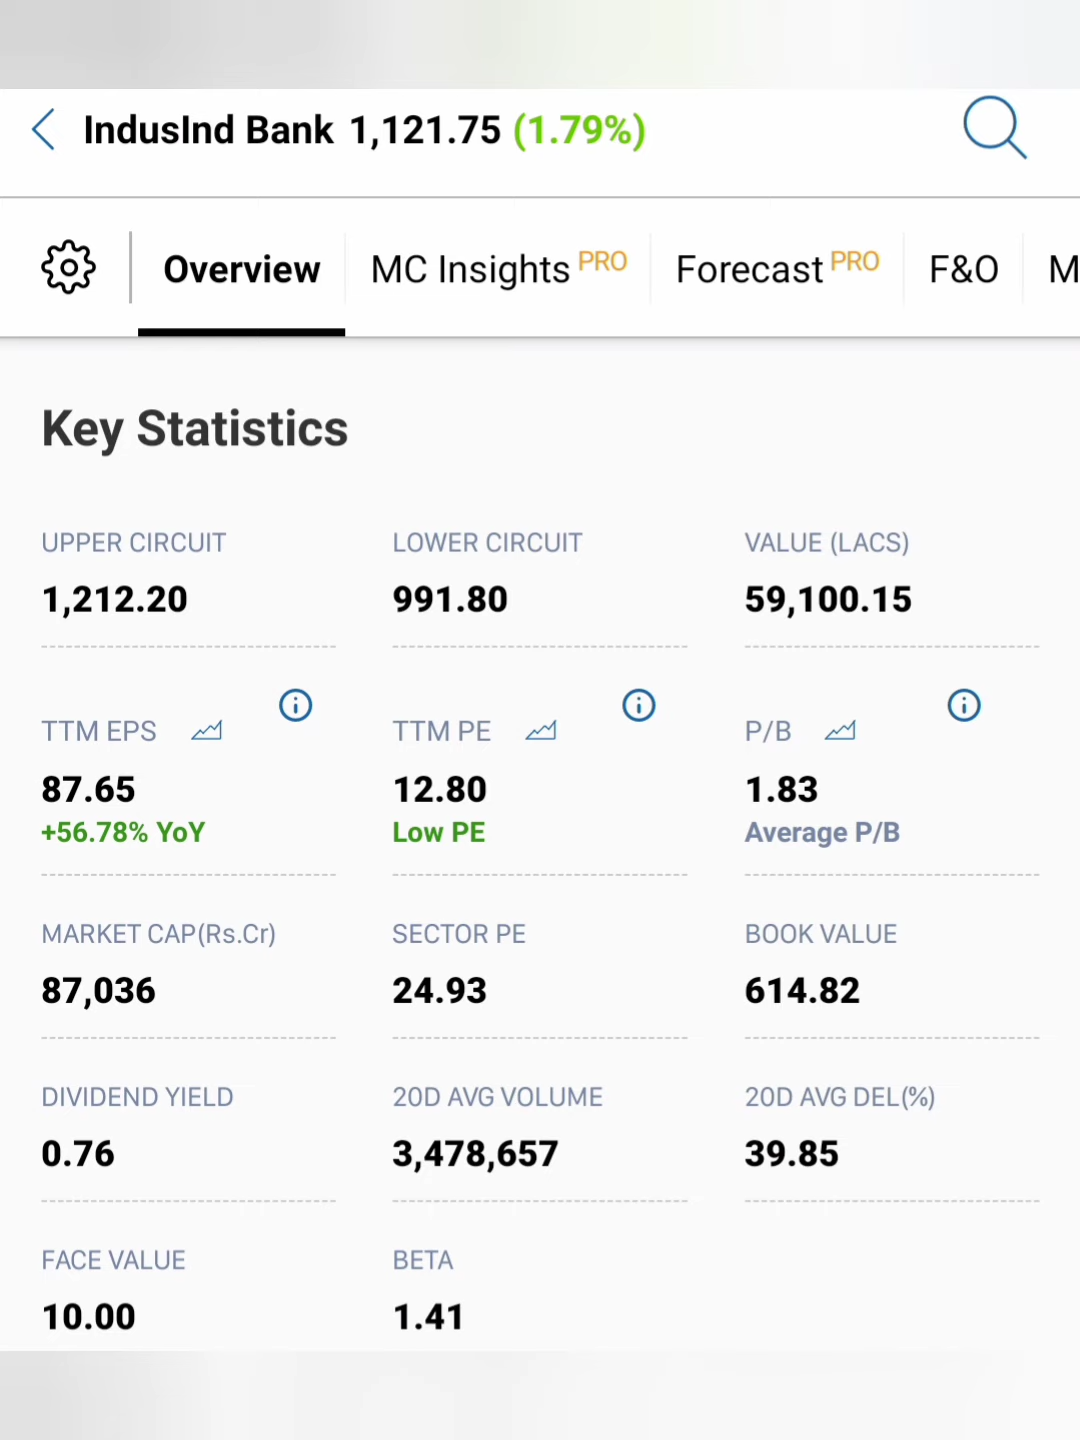 IndusInd Bank 1,121.75 (1.79%)
Overview MC Insights PRO Forecast PRO F&O M
Key Statistics
UPPER CIRCUIT LOWER CIRCUIT VALUE (LACS)
1,212.20 991.80 59,100.15
TTM EPS TTM PE P/B
87.65 12.80 1.83
+56.78% YoY Low PE Average P/B
MARKET CAP(Rs.Cr) SECTOR PE BOOK VALUE
87,036 24.93 614.82
DIVIDEND YIELD 20D AVG VOLUME 20D AVG DEL(%)
0.76 3,478,657 39.85
FACE VALUE BETA
10.00 1.41